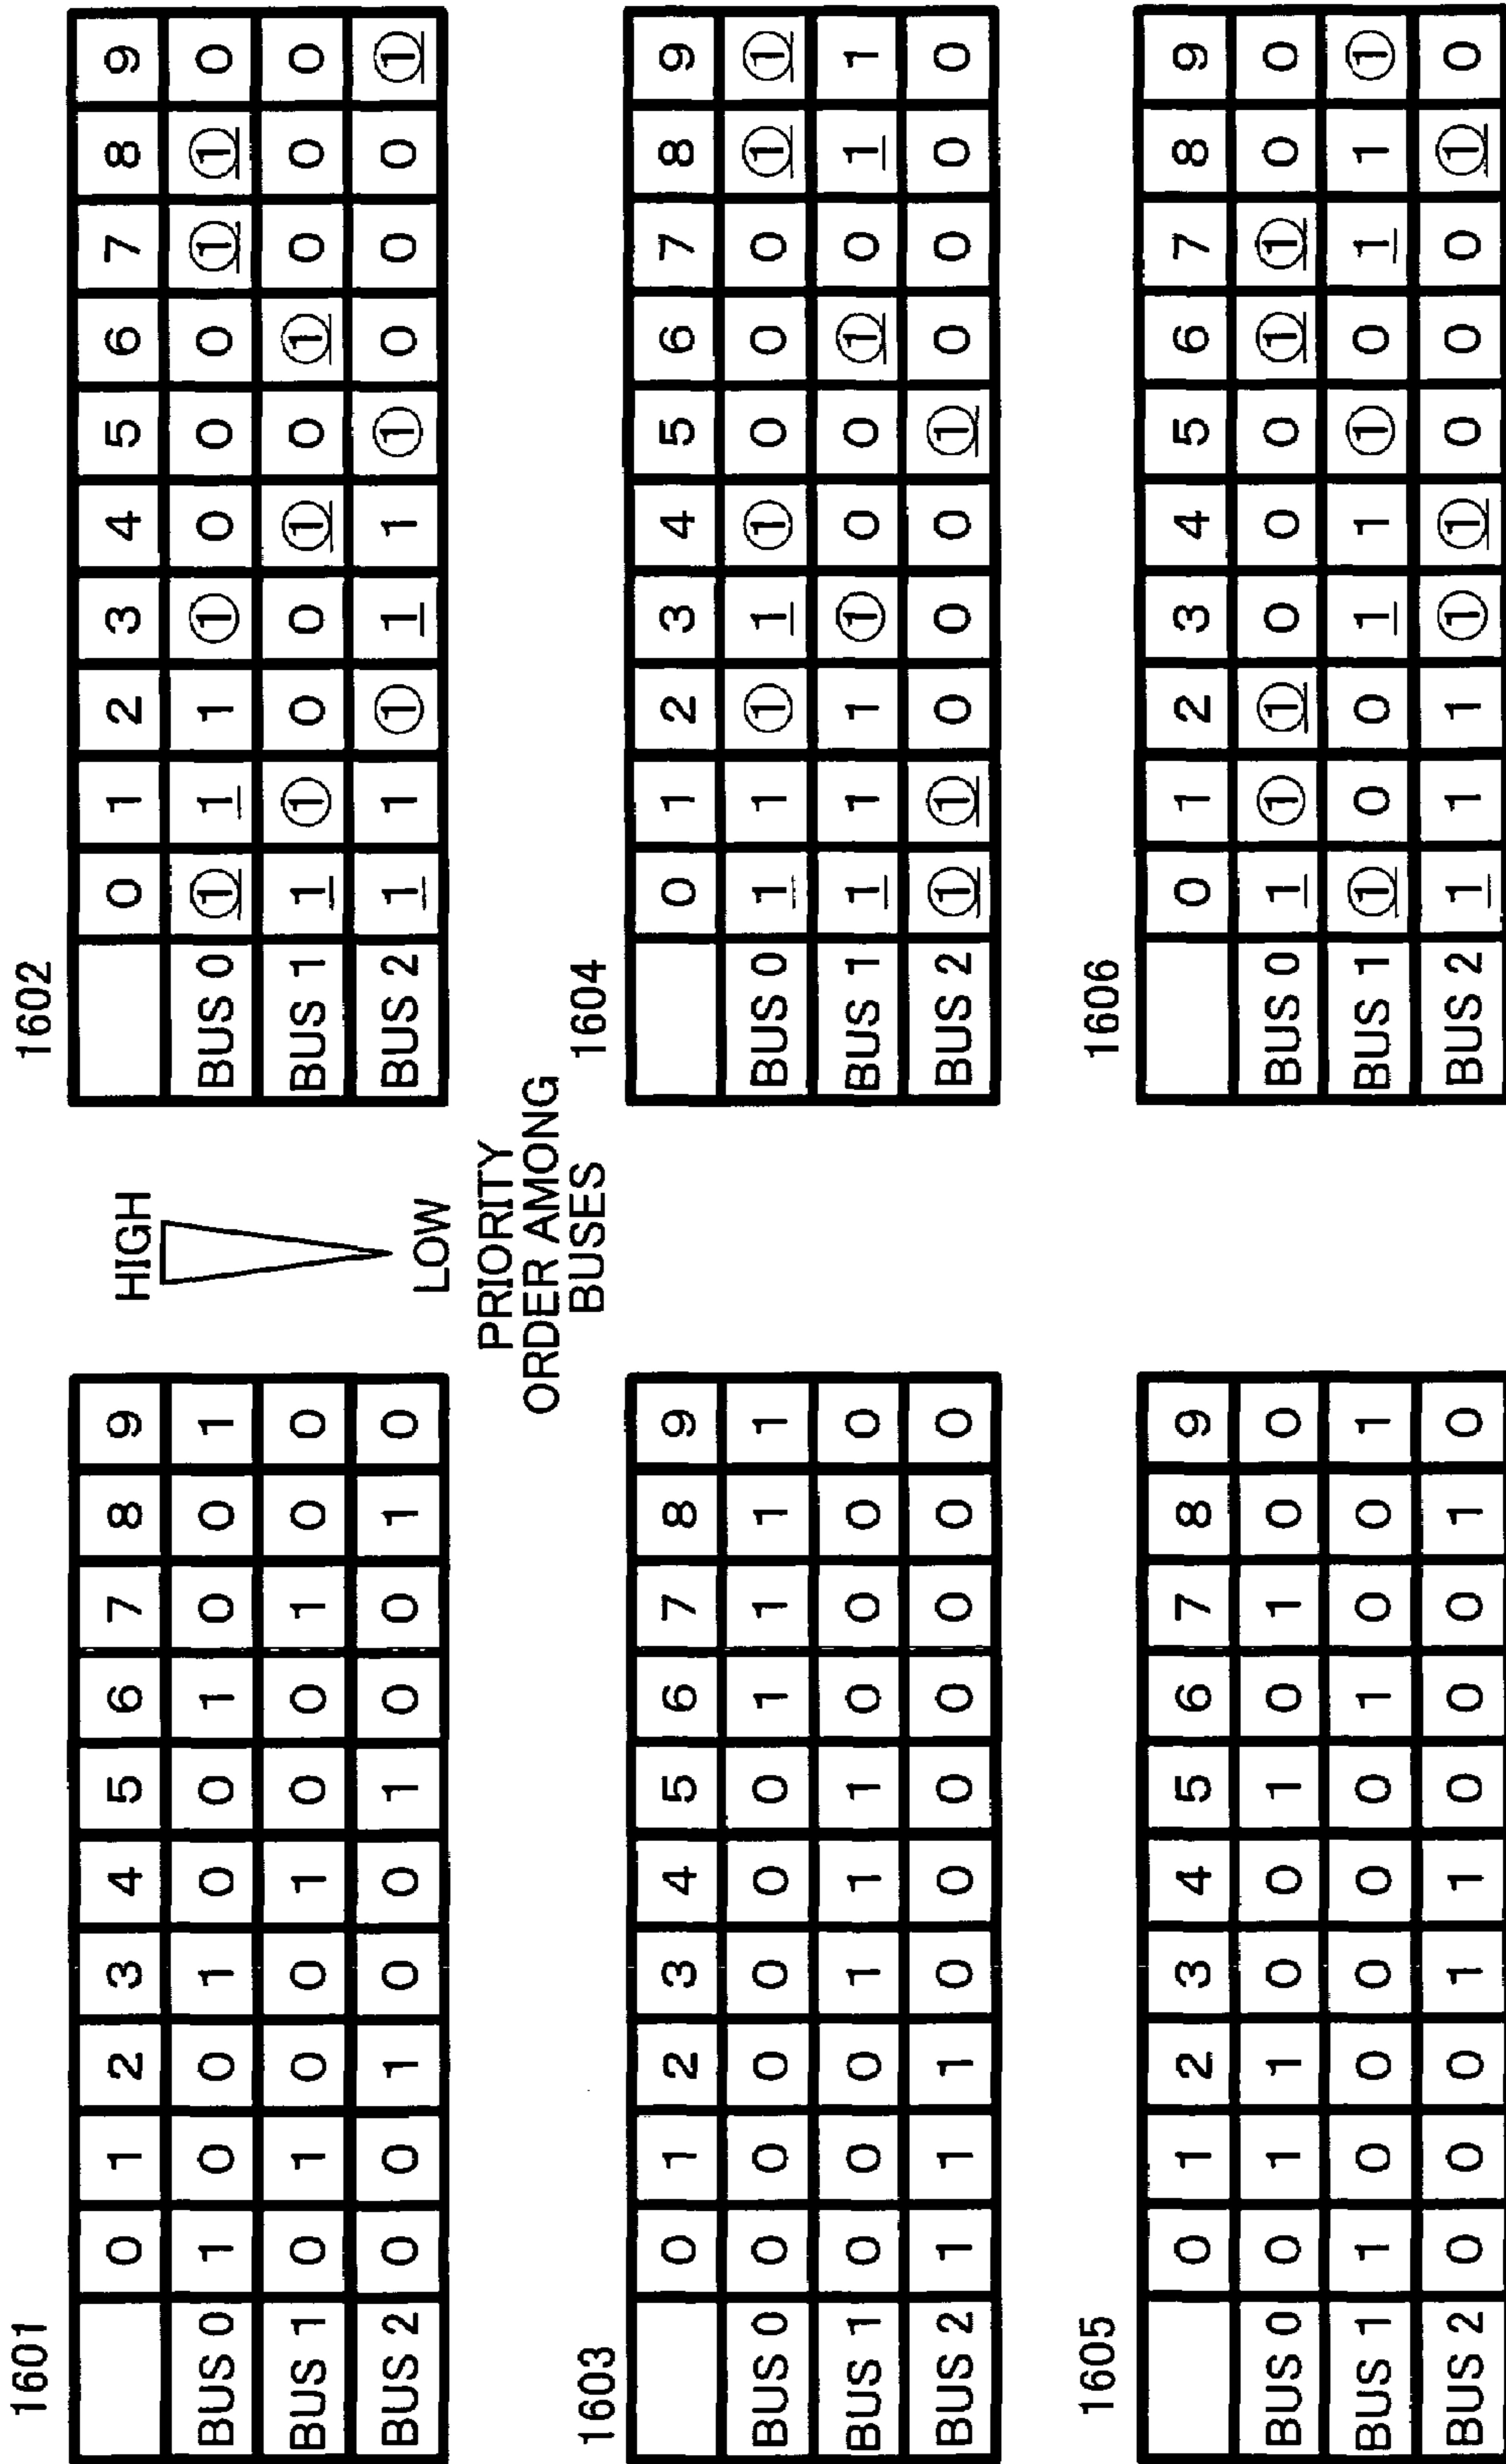 1601
0 1 2 3 4 5 6 7 8 9
BUS 0 1 0 0 1 0 0 1 0 0 1
BUS 1 0 1 0 0 1 0 0 1 0 0
BUS 2 0 0 1 0 0 1 0 0 1 0
HIGH
LOW
PRIORITY
ORDER AMONG
BUSES
1602
0 1 2 3 4 5 6 7 8 9
BUS 0 ① 1 1 ① 0 0 0 ① ① 0
BUS 1 1 ① 0 0 ① 0 ① 0 0 0
BUS 2 1 1 ① 1 1 ① 0 0 0 ①
1603
0 1 2 3 4 5 6 7 8 9
BUS 0 0 0 0 0 0 0 1 1 1 1
BUS 1 0 0 0 1 1 1 0 0 0 0
BUS 2 1 1 1 0 0 0 0 0 0 0
1604
0 1 2 3 4 5 6 7 8 9
BUS 0 1 1 ① 1 ① 0 0 0 ① ①
BUS 1 1 1 1 ① 0 0 ① 0 1 1
BUS 2 ① ① 0 0 0 ① 0 0 0 0
1605
0 1 2 3 4 5 6 7 8 9
BUS 0 0 1 1 0 0 1 0 1 0 0
BUS 1 1 0 0 0 0 0 1 0 0 1
BUS 2 0 0 0 1 1 0 0 0 1 0
1606
0 1 2 3 4 5 6 7 8 9
BUS 0 1 ① ① 0 0 0 ① ① 0 0
BUS 1 ① 0 0 1 1 ① 0 1 1 ①
BUS 2 1 1 1 ① ① 0 0 0 ① 0